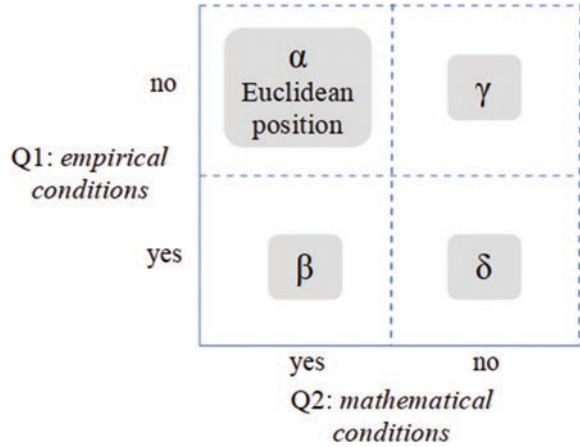 no
α
Euclidean
position
γ
Q1: empirical
conditions
yes
β
δ
yes
no
Q2: mathematical
conditions